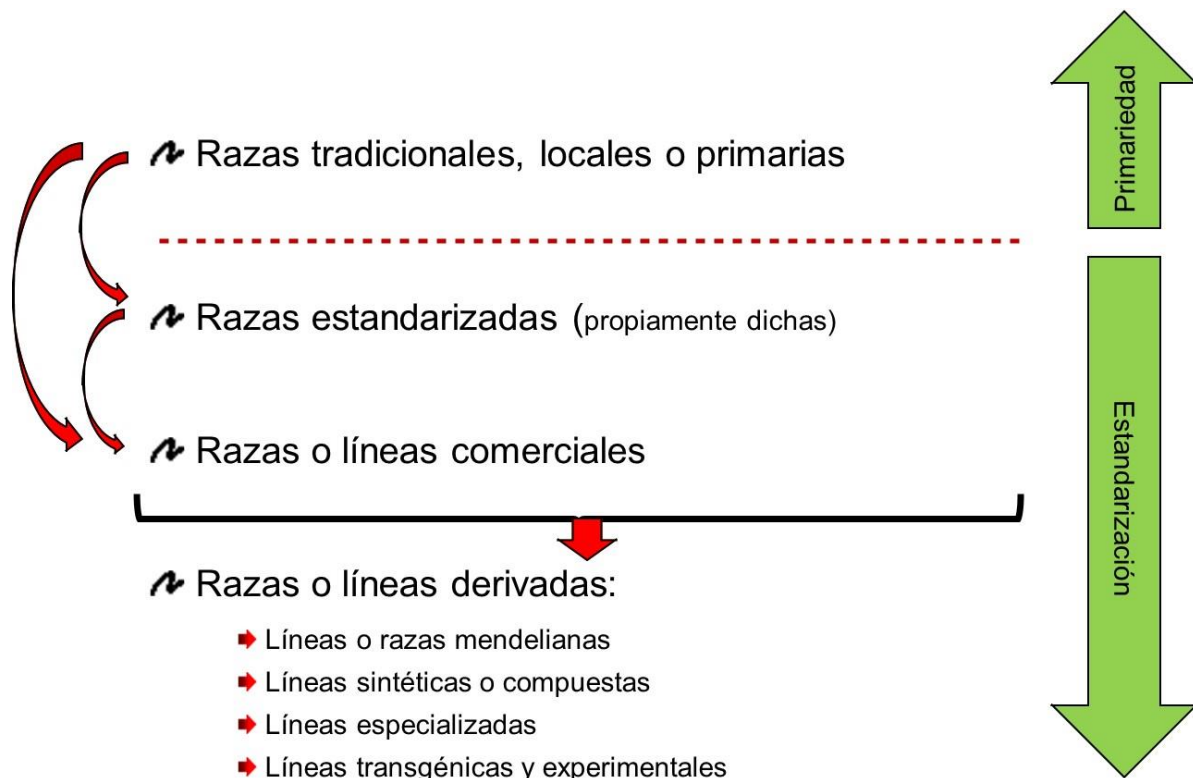 Primariedad
Razas tradicionales, locales o primarias
Razas estandarizadas (propiamente dichas)
Razas o líneas comerciales
Estandarización
Razas o líneas derivadas:
Líneas o razas mendelianas
Líneas sintéticas o compuestas
Líneas especializadas
Líneas transgénicas y experimentales